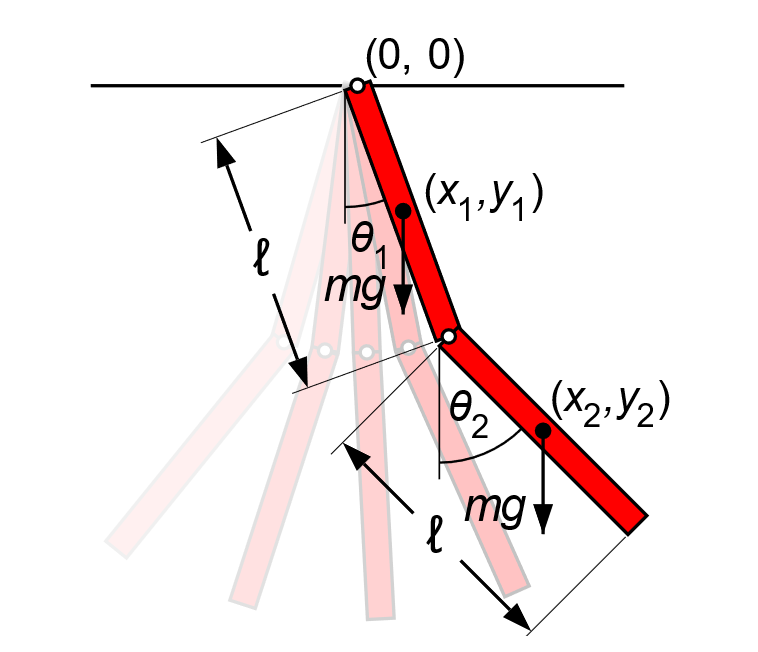 (0, 0)
(x₁,y₁)
θ₁
ℓ
mg
(x₂,y₂)
θ₂
mg
ℓ